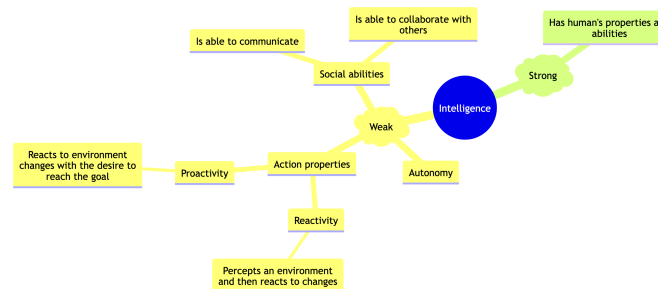 Is able to collaborate with
others
Has human's properties a
abilities
Is able to communicate
Social abilities
Strong
Intelligence
Weak
Reacts to environment
changes with the desire to
reach the goal
Proactivity
Action properties
Autonomy
Reactivity
Percepts an environment
and then reacts to changes